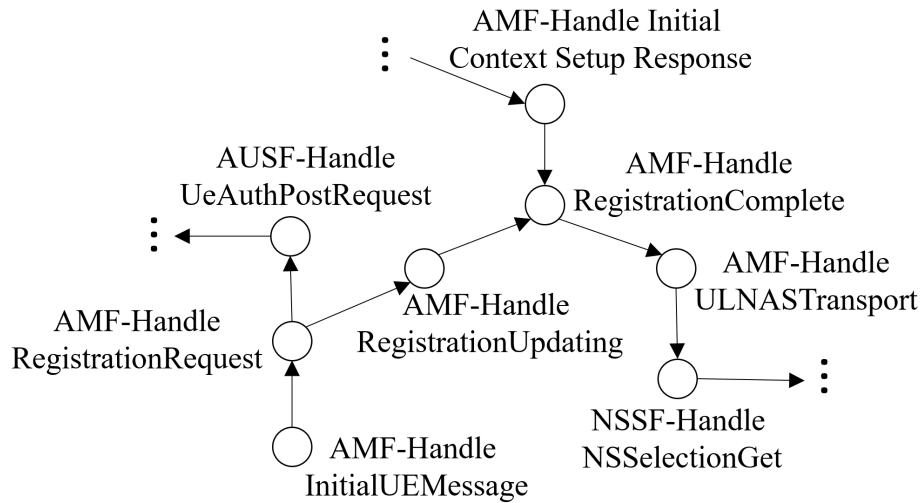 AMF-Handle Initial
Context Setup Response
AUSF-Handle
UeAuthPostRequest
AMF-Handle
RegistrationComplete
AMF-Handle
ULNASTransport
AMF-Handle
RegistrationRequest
AMF-Handle
RegistrationUpdating
NSSF-Handle
NSSelectionGet
AMF-Handle
InitialUEMessage